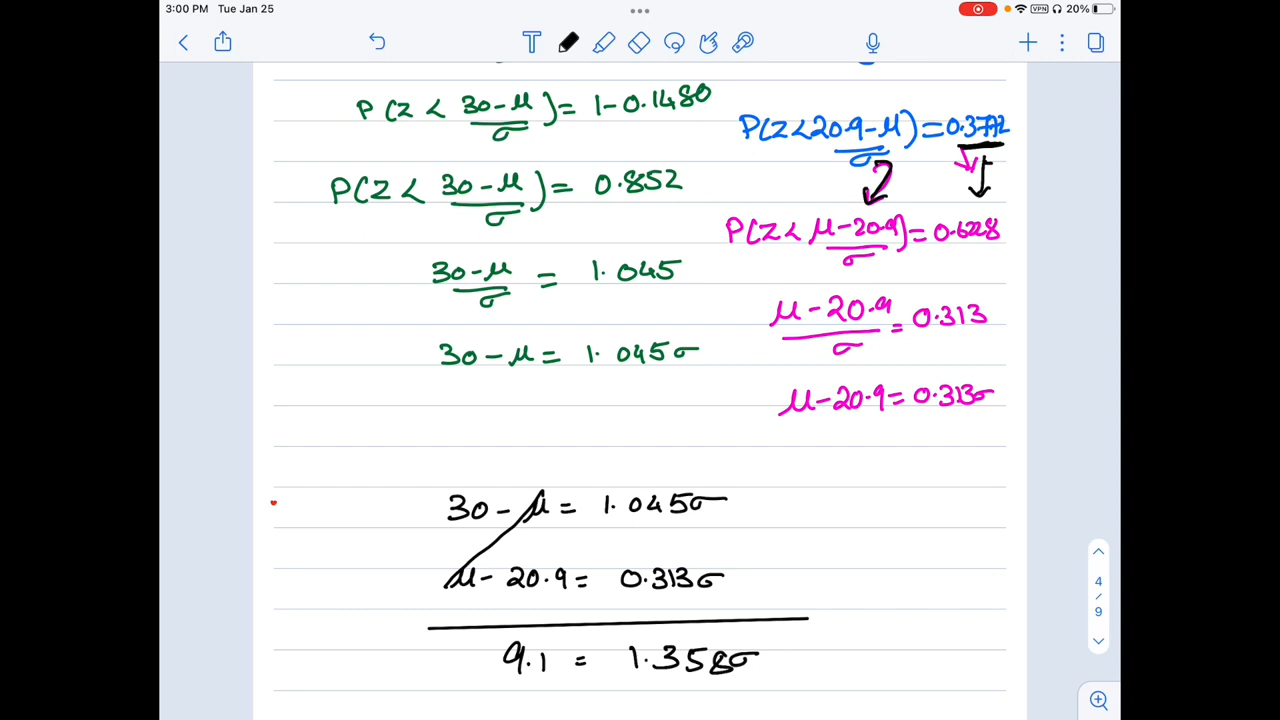 3:00 PM Tue Jan 25
VPN 20%
T
P(Z < (30-μ)/σ) = 1-0.1480
P(Z < (30-μ)/σ) = 0.852
(30-μ)/σ = 1.045
30-μ = 1.045σ
P(Z<(20.9-μ)/σ) = 0.3772
P(Z< (μ-20.9)/σ) = 0.628
(μ-20.9)/σ = 0.313
μ-20.9 = 0.313σ
30-μ = 1.045σ
μ- 20.9 = 0.313σ
9.1 = 1.358σ
4
/
9